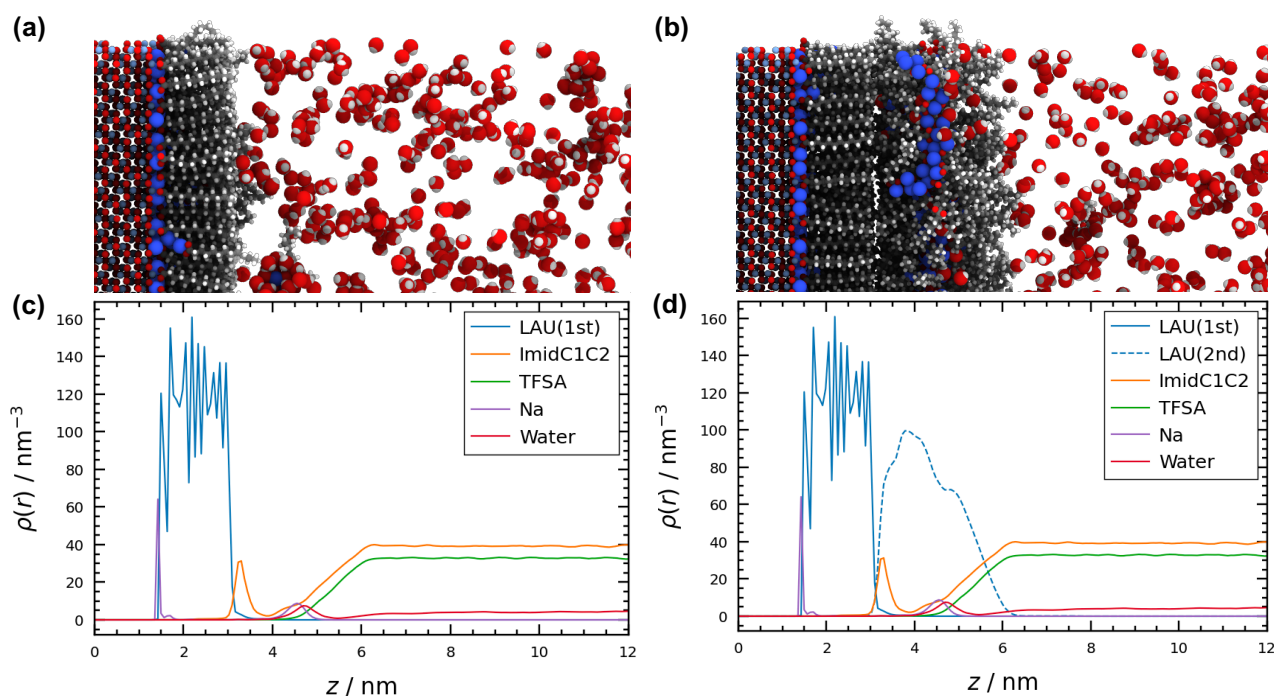 (a)
(b)
(c)
ρ(r) / nm⁻³
160
140
120
100
80
60
40
20
0
0
2
4
6
8
10
12
z / nm
LAU(1st)
ImidC1C2
TFSA
Na
Water
(d)
ρ(r) / nm⁻³
160
140
120
100
80
60
40
20
0
0
2
4
6
8
10
12
z / nm
LAU(1st)
LAU(2nd)
ImidC1C2
TFSA
Na
Water